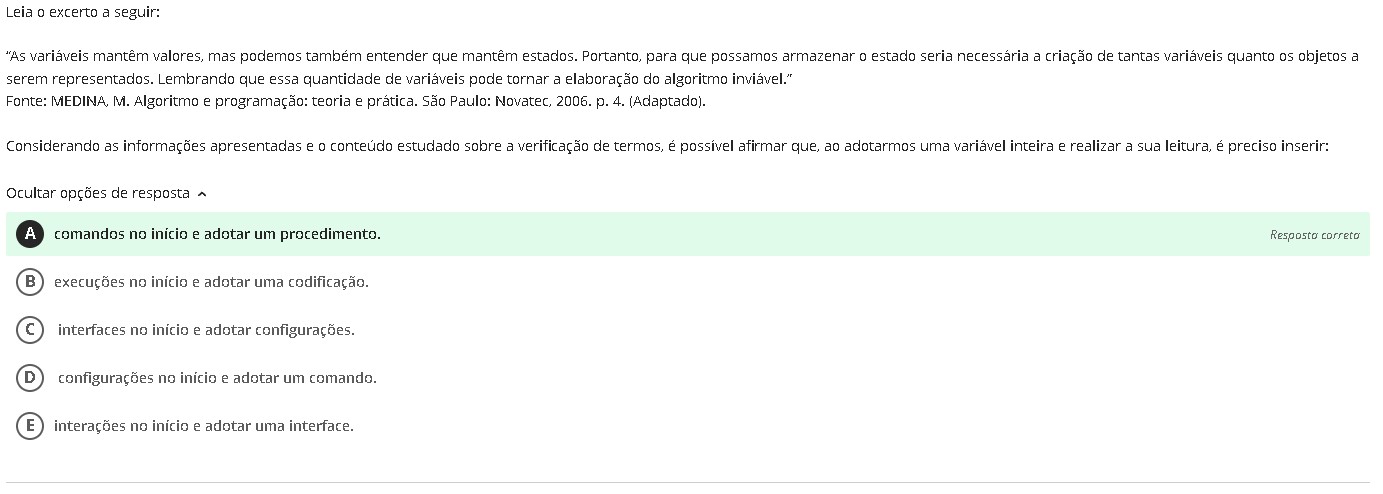 Leia o excerto a seguir:
“As variáveis mantêm valores, mas podemos também entender que mantêm estados. Portanto, para que possamos armazenar o estado seria necessária a criação de tantas variáveis quanto os objetos a
serem representados. Lembrando que essa quantidade de variáveis pode tornar a elaboração do algoritmo inviável.”
Fonte: MEDINA, M. Algoritmo e programação: teoria e prática. São Paulo: Novatec, 2006. p. 4. (Adaptado).
Considerando as informações apresentadas e o conteúdo estudado sobre a verificação de termos, é possível afirmar que, ao adotarmos uma variável inteira e realizar a sua leitura, é preciso inserir:
Ocultar opções de resposta
A comandos no início e adotar um procedimento. Resposta correta
B execuções no início e adotar uma codificação.
C interfaces no início e adotar configurações.
D configurações no início e adotar um comando.
E interações no início e adotar uma interface.